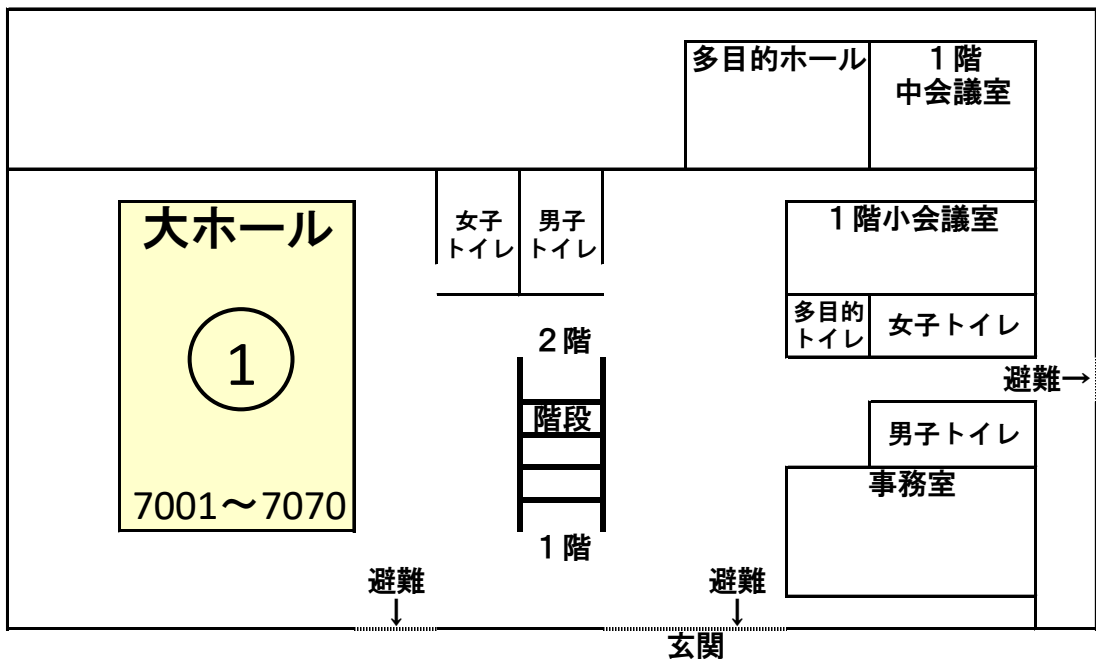 多目的ホール
1階
中会議室
大ホール
女子
トイレ
男子
トイレ
1階小会議室
多目的
トイレ
女子トイレ
1
2階
避難→
階段
男子トイレ
事務室
7001～7070
1階
避難
↓
避難
↓
玄関